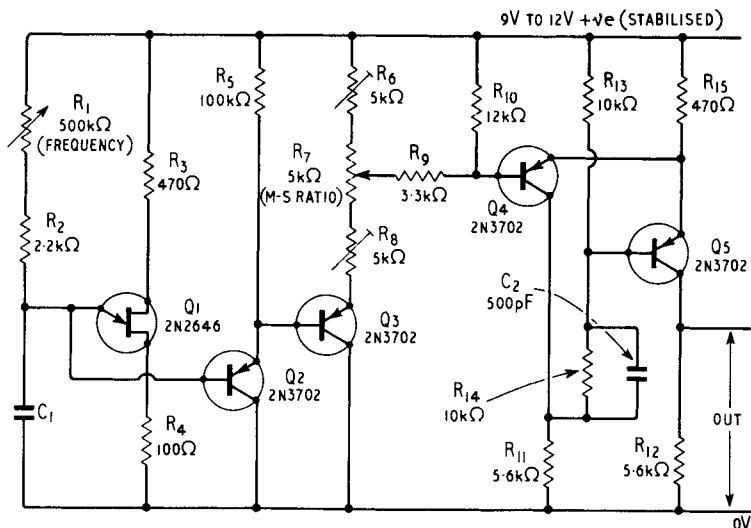 9V TO 12V +ve (STABILISED)
R1
500kΩ
(FREQUENCY)
R2
2·2kΩ
C1
R3
470Ω
Q1
2N2646
R4
100Ω
R5
100kΩ
Q2
2N3702
R6
5kΩ
R7
5kΩ
(M-S RATIO)
R8
5kΩ
Q3
2N3702
R9
3·3kΩ
R10
12kΩ
Q4
2N3702
R13
10kΩ
R15
470Ω
Q5
2N3702
C2
500pF
R14
10kΩ
R11
5·6kΩ
R12
5·6kΩ
OUT
0V